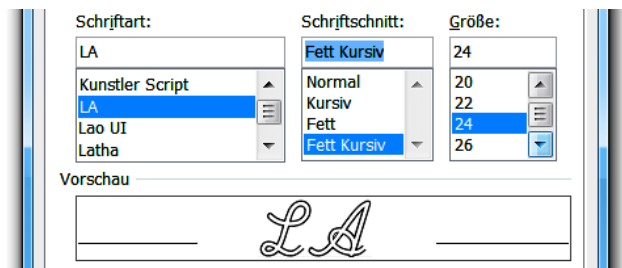 Schriftart: Schriftschnitt: Größe:
LA Fett Kursiv 24
Kunstler Script Normal 20
LA Kursiv 22
Lao UI Fett 24
Latha Fett Kursiv 26
Vorschau
LA